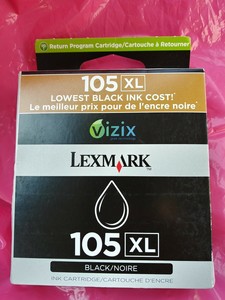 Return Program Cartridge/Cartouche à Retourner
105 XL
LOWEST BLACK INK COST!
Le meilleur prix pour de l'encre noire
Vizix
LEXMARK
105 XL
BLACK/NOIRE
INK CARTRIDGE/CARTOUCHE D'ENCRE